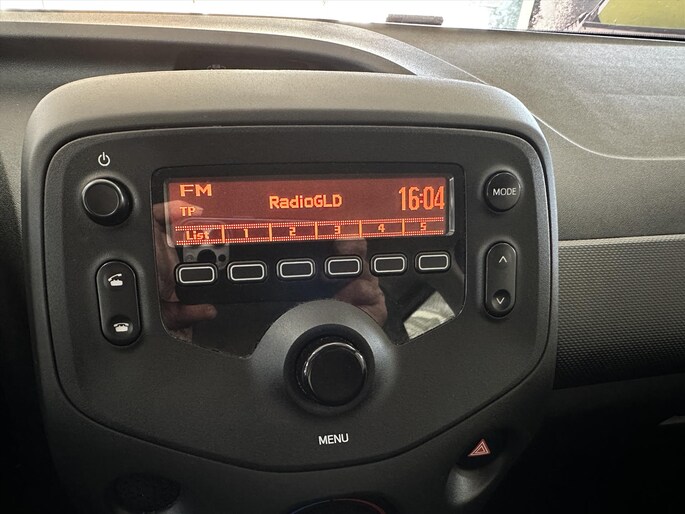 FM
RadioGLD
16:04
TP
List 1 2 3 4 5
MODE
MENU